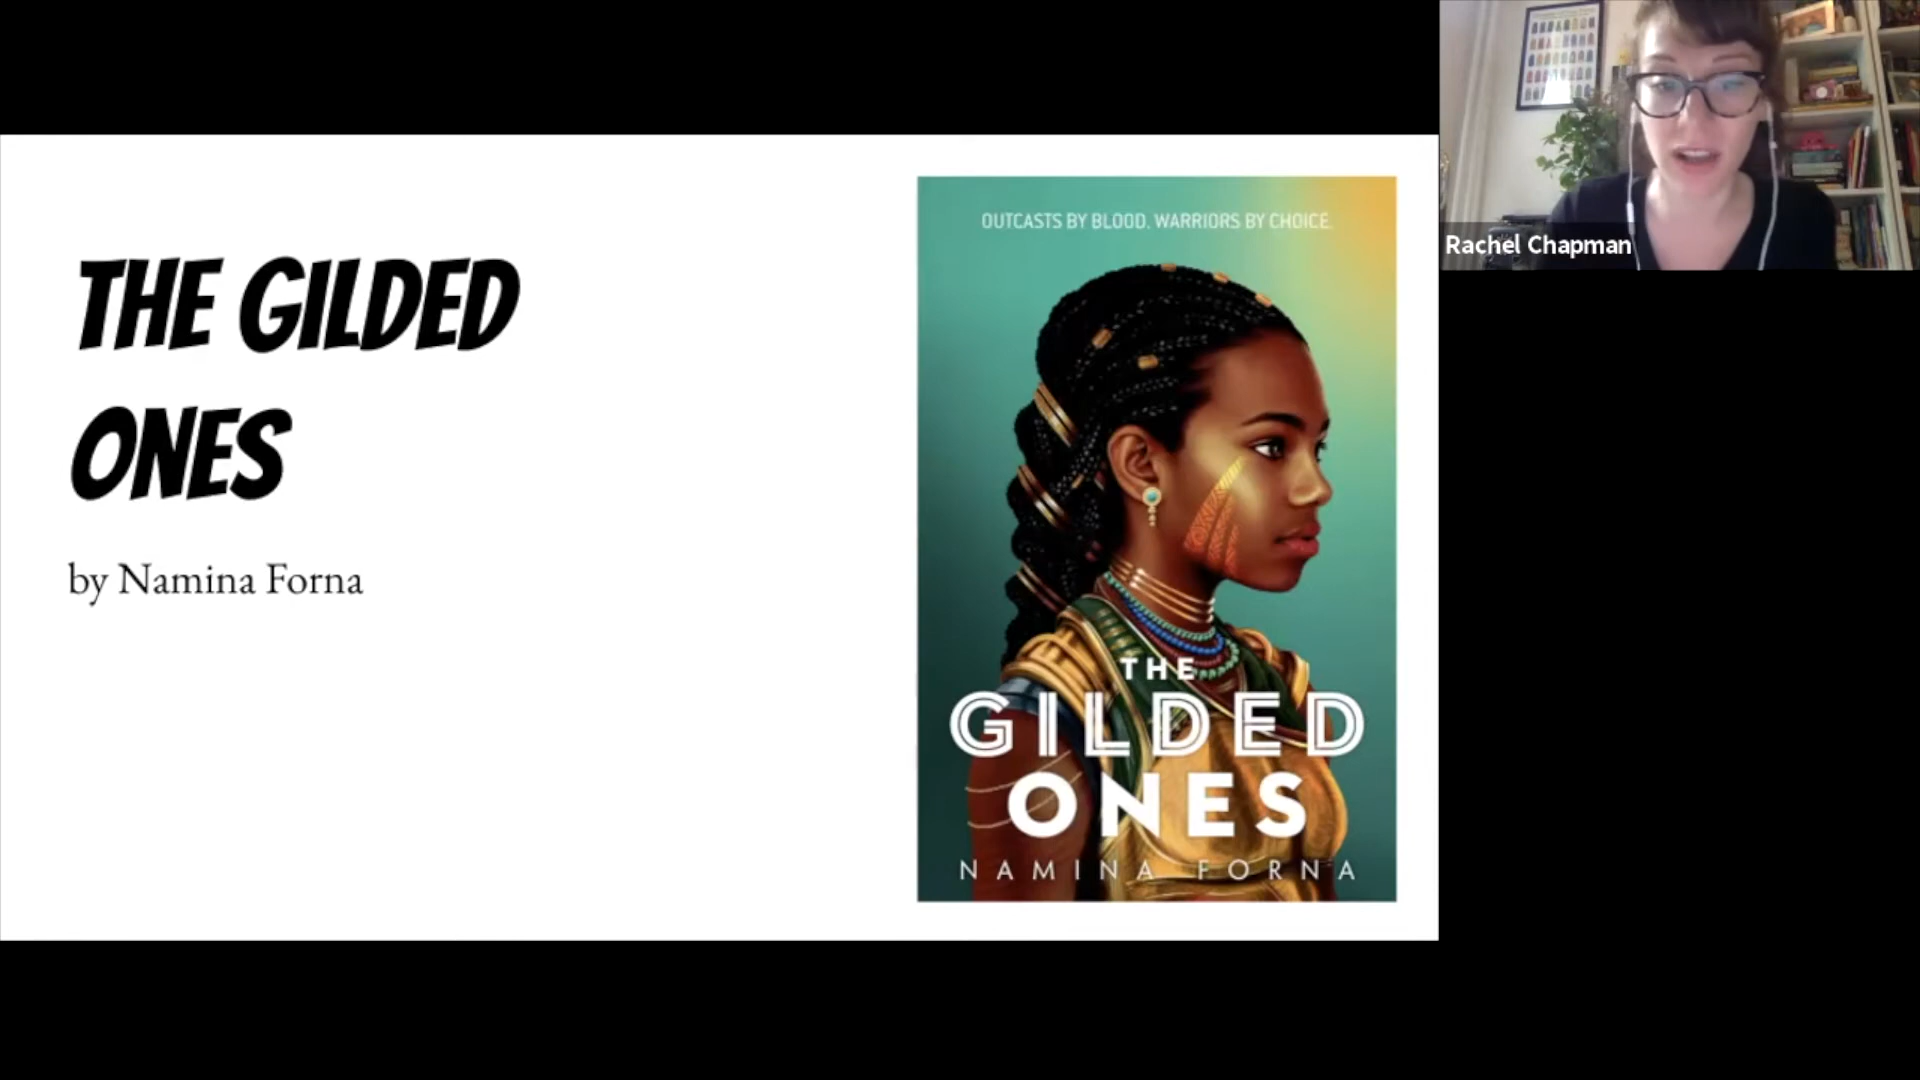 THE GILDED
ONES
by Namina Forna
OUTCASTS BY BLOOD. WARRIORS BY CHOICE.
THE
GILDED
ONES
NAMINA FORNA
Rachel Chapman